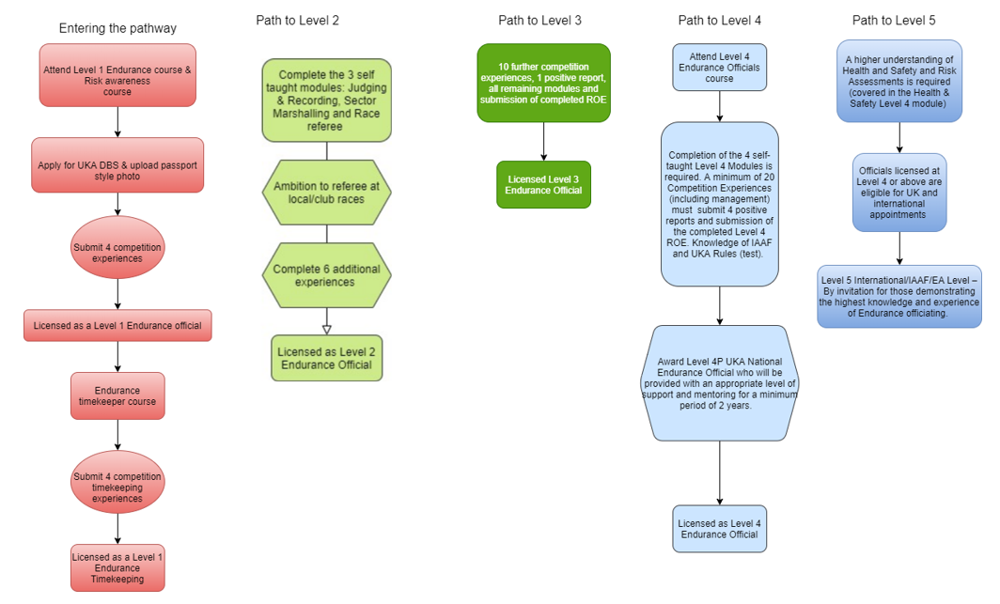 Entering the pathway
Attend Level 1 Endurance course &
Risk awareness
course
Apply for UKA DBS & upload passport
style photo
Submit 4 competition
experiences
Licensed as a Level 1 Endurance official
Endurance
timekeeper course
Submit 4 competition
timekeeping
experiences
Licensed as a Level 1
Endurance
Timekeeping
Path to Level 2
Complete the 3 self
taught modules: Judging
& Recording, Sector
Marshalling and Race
referee
Ambition to referee at
local/club races
Complete 6 additional
experiences
Licensed as Level 2
Endurance Official
Path to Level 3
10 further competition
experiences, 1 positive report,
all remaining modules and
submission of completed ROE
Licensed Level 3
Endurance Official
Path to Level 4
Attend Level 4
Endurance Officials
course
Completion of the 4 self-
taught Level 4 Modules is
required. A minimum of 20
Competition Experiences
(including management)
must submit 4 positive
reports and submission of
the completed Level 4
ROE. Knowledge of IAAF
and UKA Rules (test).
Award Level 4P UKA National
Endurance Official who will be
provided with an appropriate level of
support and mentoring for a minimum
period of 2 years.
Licensed as Level 4
Endurance Official
Path to Level 5
A higher understanding of
Health and Safety and Risk
Assessments is required
(covered in the Health &
Safety Level 4 module)
Officials licensed at
Level 4 or above are
eligible for UK and
international
appointments
Level 5 International/IAAF/EA Level –
By invitation for those demonstrating
the highest knowledge and experience
of Endurance officiating.